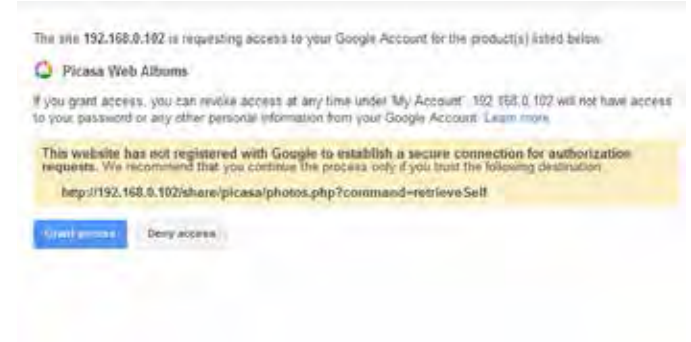 The site 192.168.0.102 is requesting access to your Google Account for the product(s) listed below.
Picasa Web Albums
If you grant access, you can revoke access at any time under 'My Account'. 192.168.0.102 will not have access
to your password or any other personal information from your Google Account. Learn more
This website has not registered with Google to establish a secure connection for authorization
requests. We recommend that you continue the process only if you trust the following destination:
http://192.168.0.102/share/picasa/photos.php?command=retrieveSelf
Grant access
Deny access